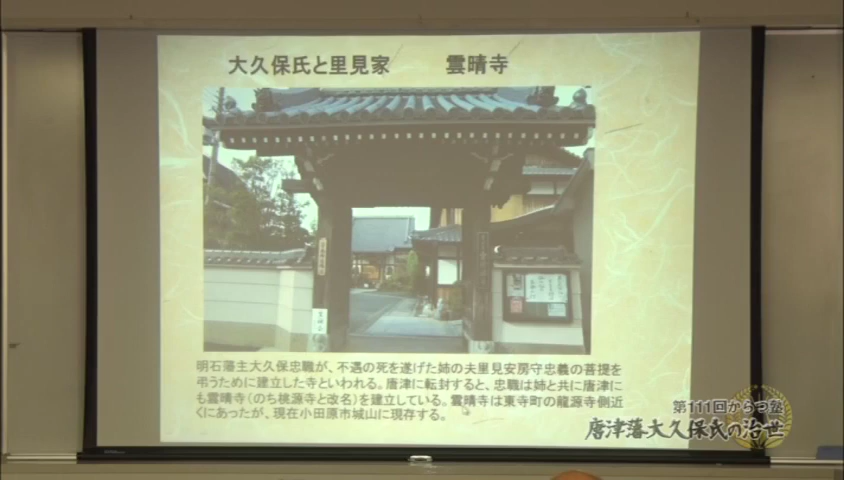 大久保氏と里見家 雲晴寺
明石藩主大久保忠職が、不遇の死を遂げた姉の夫里見安房守忠義の菩提を
弔うために建立した寺といわれる。唐津に転封すると、忠職は姉と共に唐津に
も雲晴寺(のち桃源寺と改名)を建立している。雲晴寺は東寺町の龍源寺側近
くにあったが、現在小田原市城山に現存する。
第111回からつ塾
唐津藩大久保氏の治世